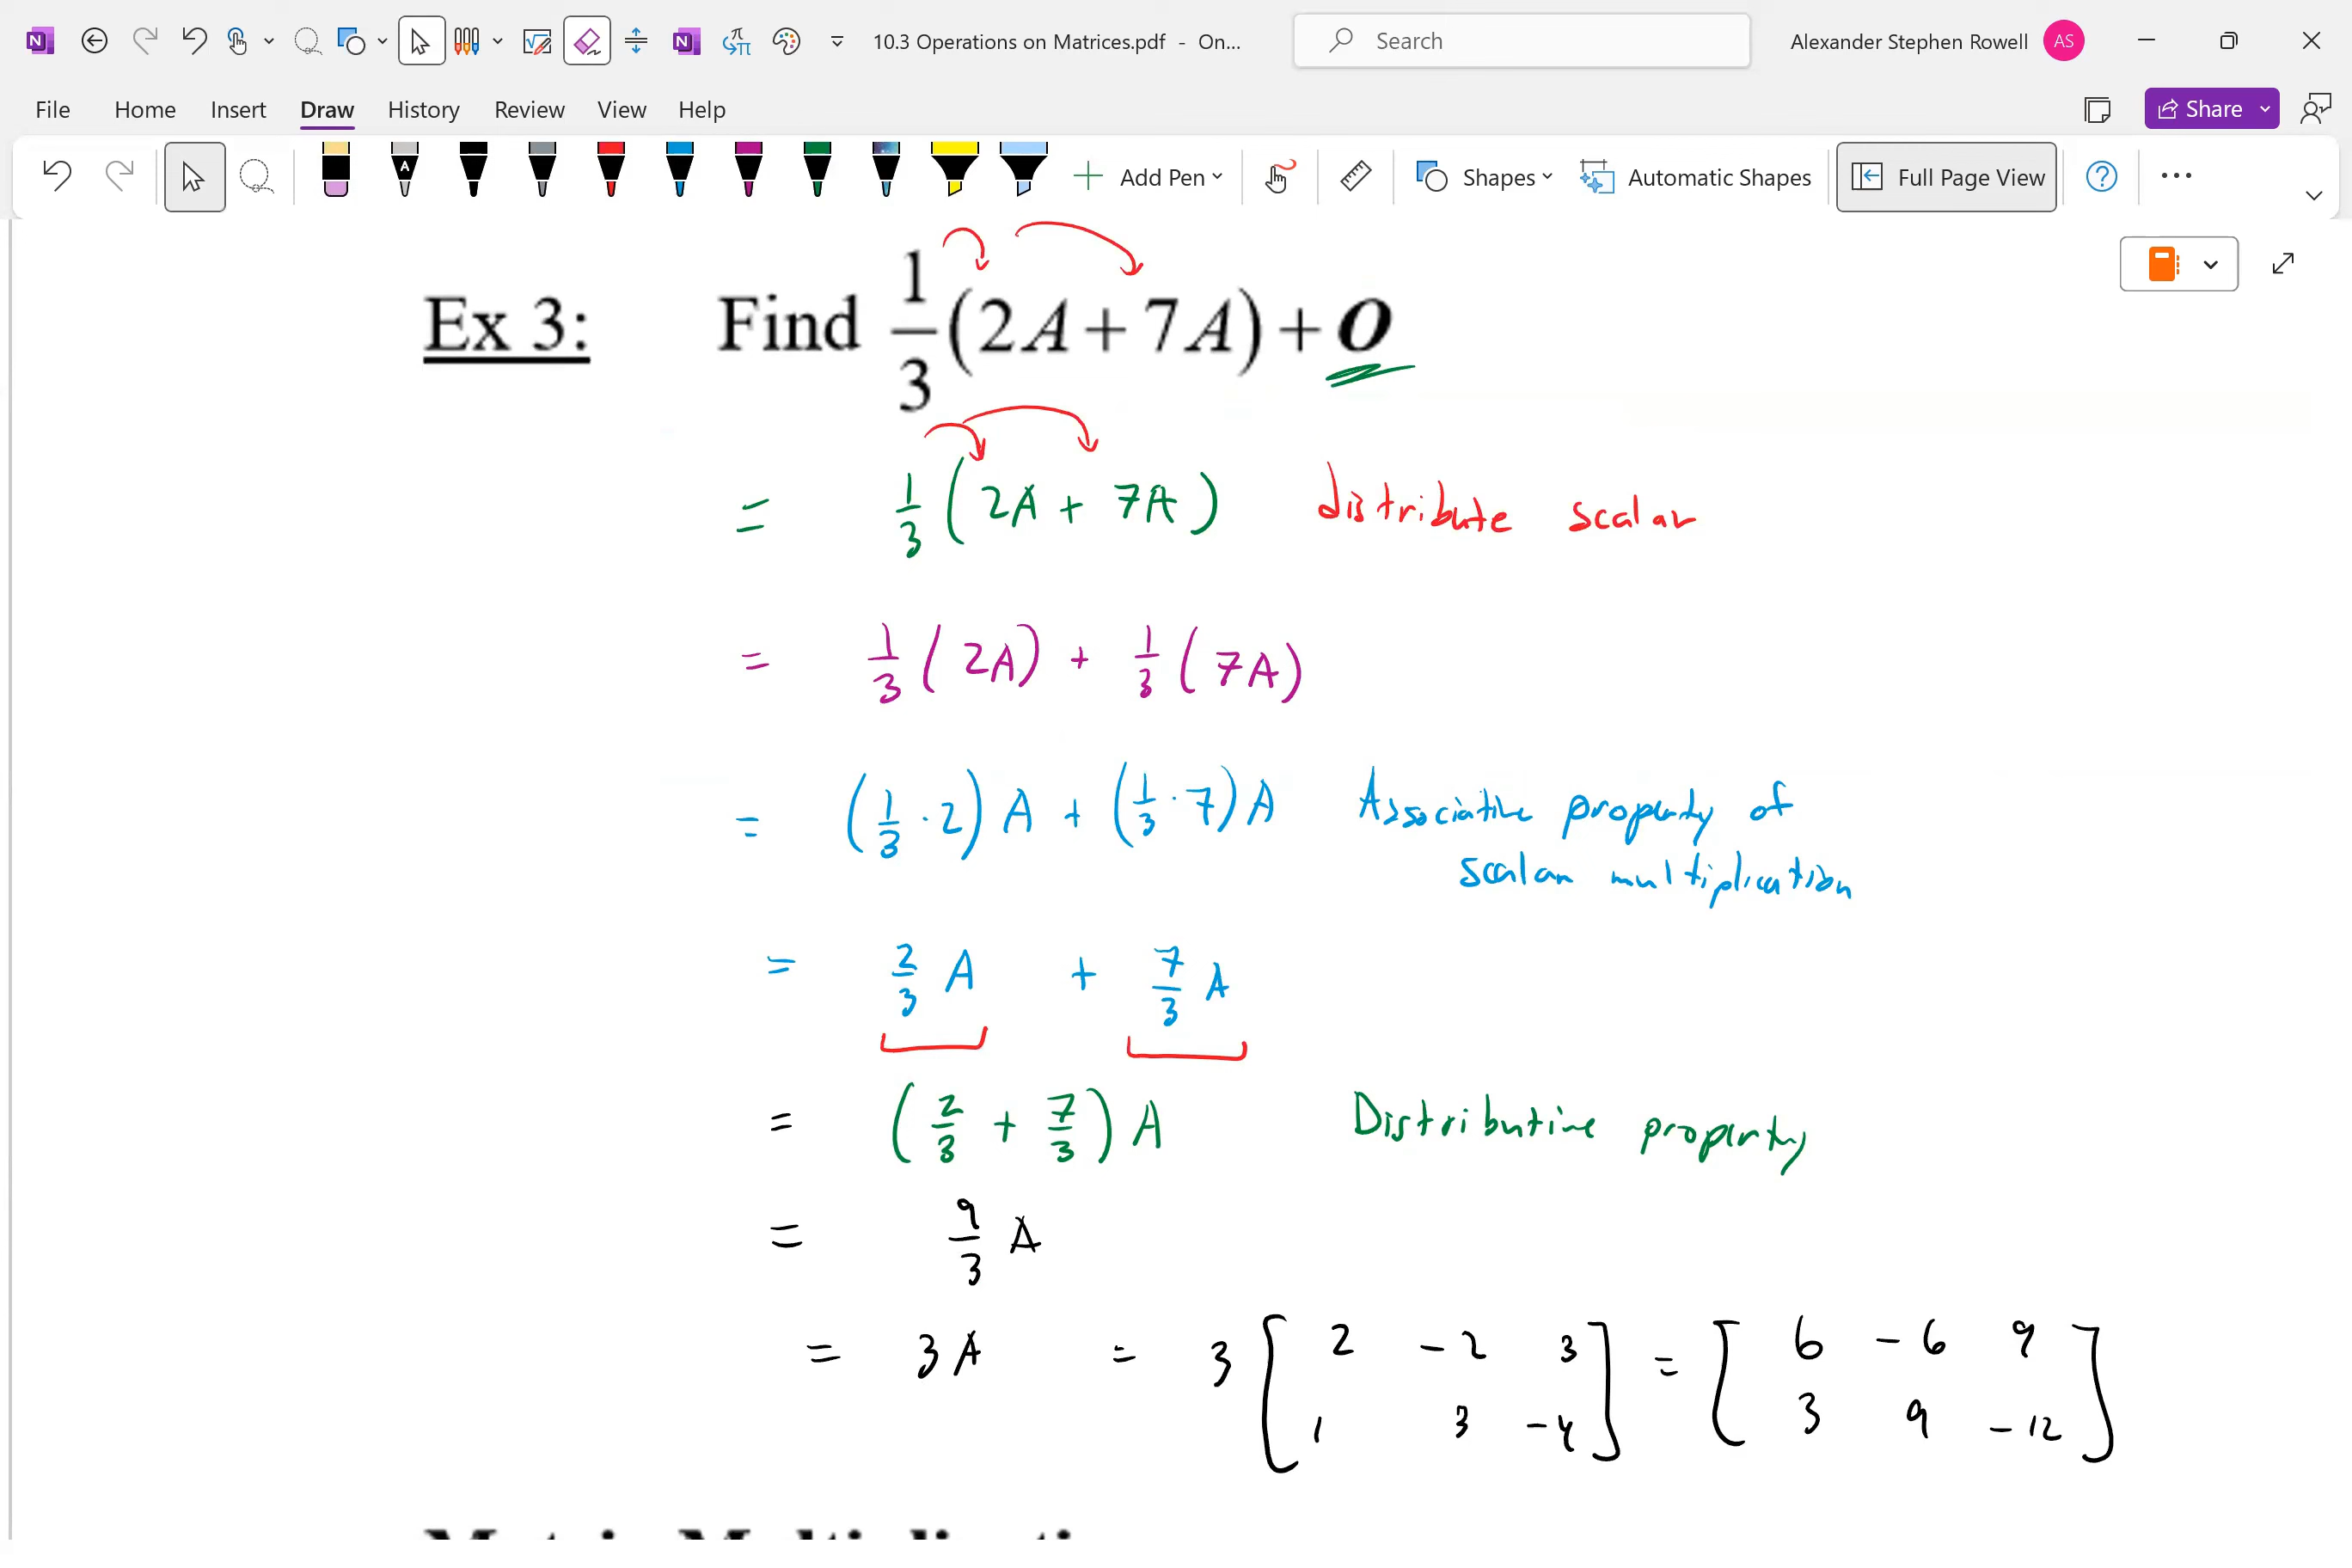 10.3 Operations on Matrices.pdf - On...
Search
Alexander Stephen Rowell AS
File Home Insert Draw History Review View Help
Share
A
Add Pen
Shapes
Automatic Shapes
Full Page View
Ex 3: Find 1/3(2A+7A)+O
= 1/3 (2A + 7A) distribute scalar
= 1/3 (2A) + 1/3 (7A)
= (1/3 · 2) A + (1/3 · 7) A Associative property of
scalar multiplication
= 2/3 A + 7/3 A
= (2/3 + 7/3) A Distributive property
= 9/3 A
= 3A = 3 [ 2 -2 3 ] = [ 6 -6 9 ]
[ 1 3 -4 ] [ 3 9 -12 ]